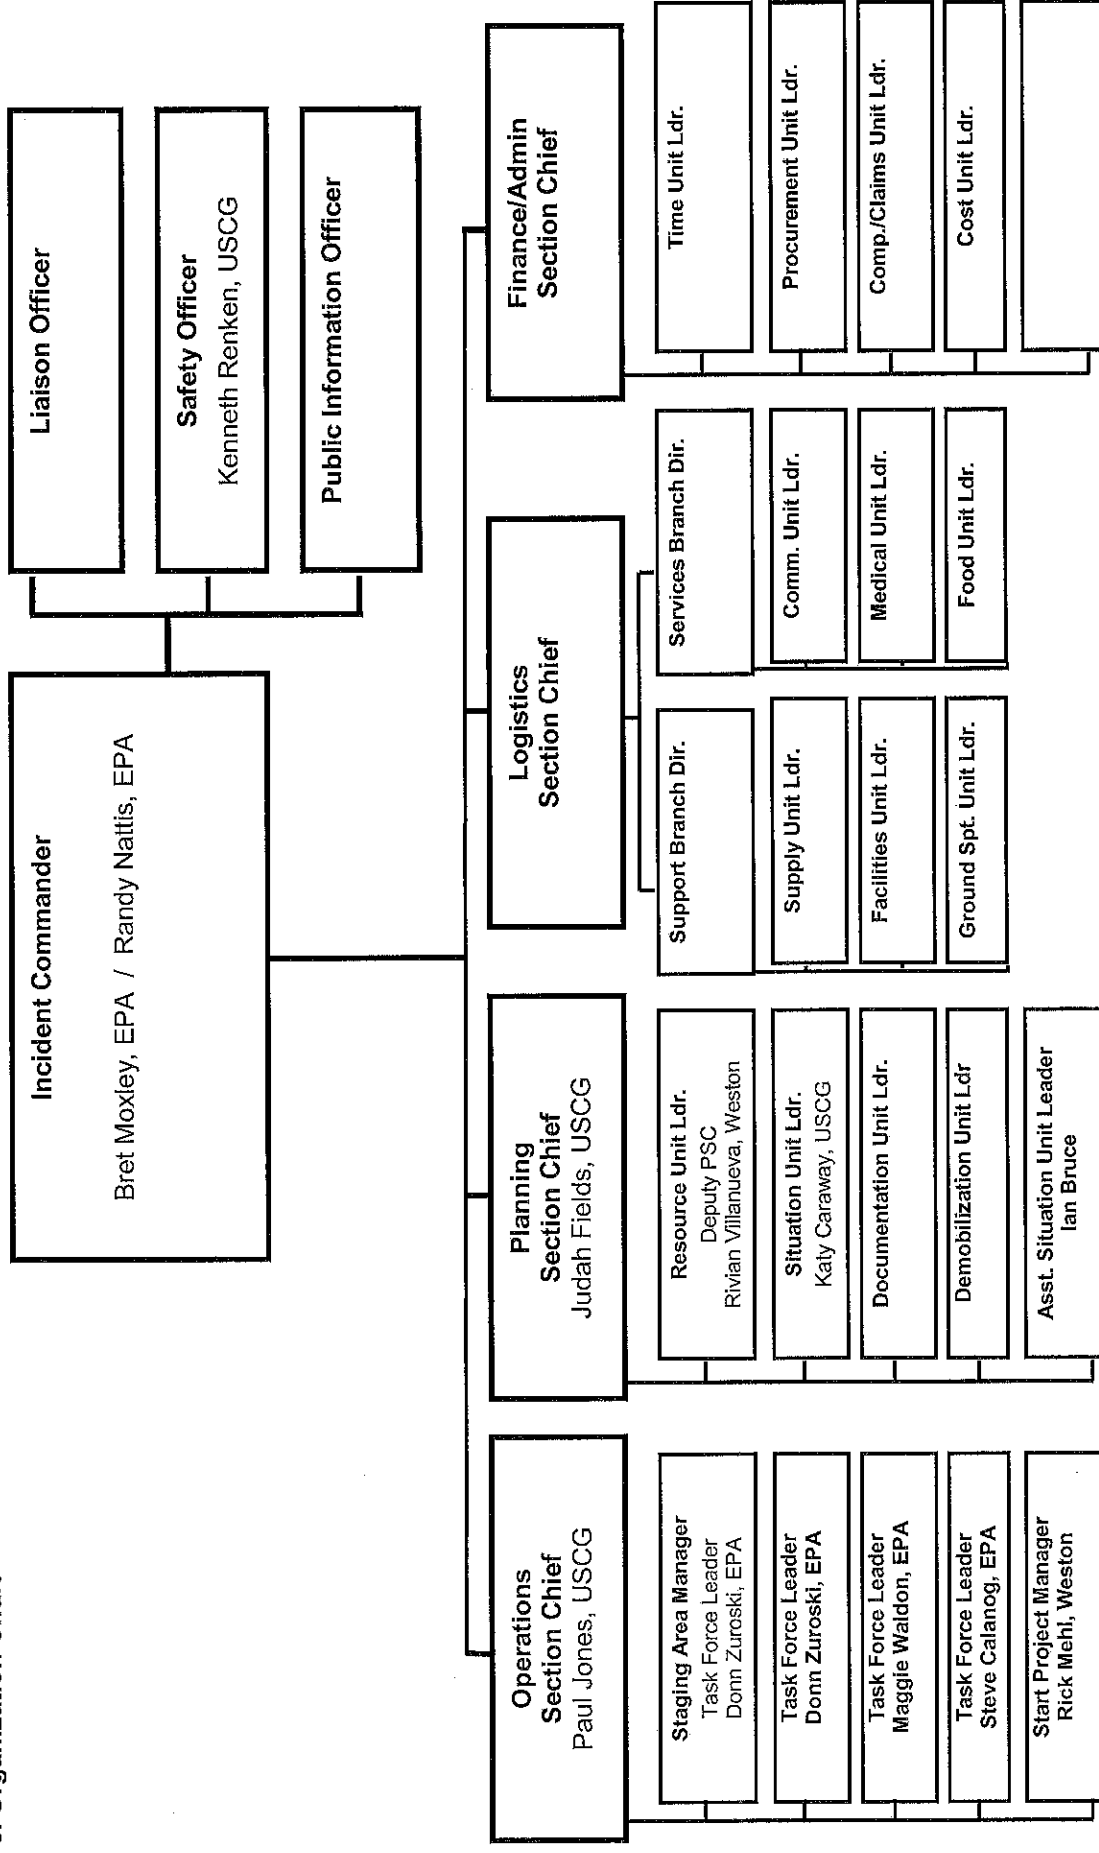 Incident Commander
Bret Moxley, EPA / Randy Nattis, EPA
Liaison Officer
Safety Officer
Kenneth Renken, USCG
Public Information Officer
Operations
Section Chief
Paul Jones, USCG
Staging Area Manager
Task Force Leader
Donn Zuroski, EPA
Task Force Leader
Donn Zuroski, EPA
Task Force Leader
Maggie Waldon, EPA
Task Force Leader
Steve Calanog, EPA
Start Project Manager
Rick Mehl, Weston
Planning
Section Chief
Judah Fields, USCG
Resource Unit Ldr.
Deputy PSC
Rivian Villanueva, Weston
Situation Unit Ldr.
Katy Caraway, USCG
Documentation Unit Ldr.
Demobilization Unit Ldr
Asst. Situation Unit Leader
Ian Bruce
Logistics
Section Chief
Support Branch Dir.
Supply Unit Ldr.
Facilities Unit Ldr.
Ground Spt. Unit Ldr.
Services Branch Dir.
Comm. Unit Ldr.
Medical Unit Ldr.
Food Unit Ldr.
Finance/Admin
Section Chief
Time Unit Ldr.
Procurement Unit Ldr.
Comp./Claims Unit Ldr.
Cost Unit Ldr.